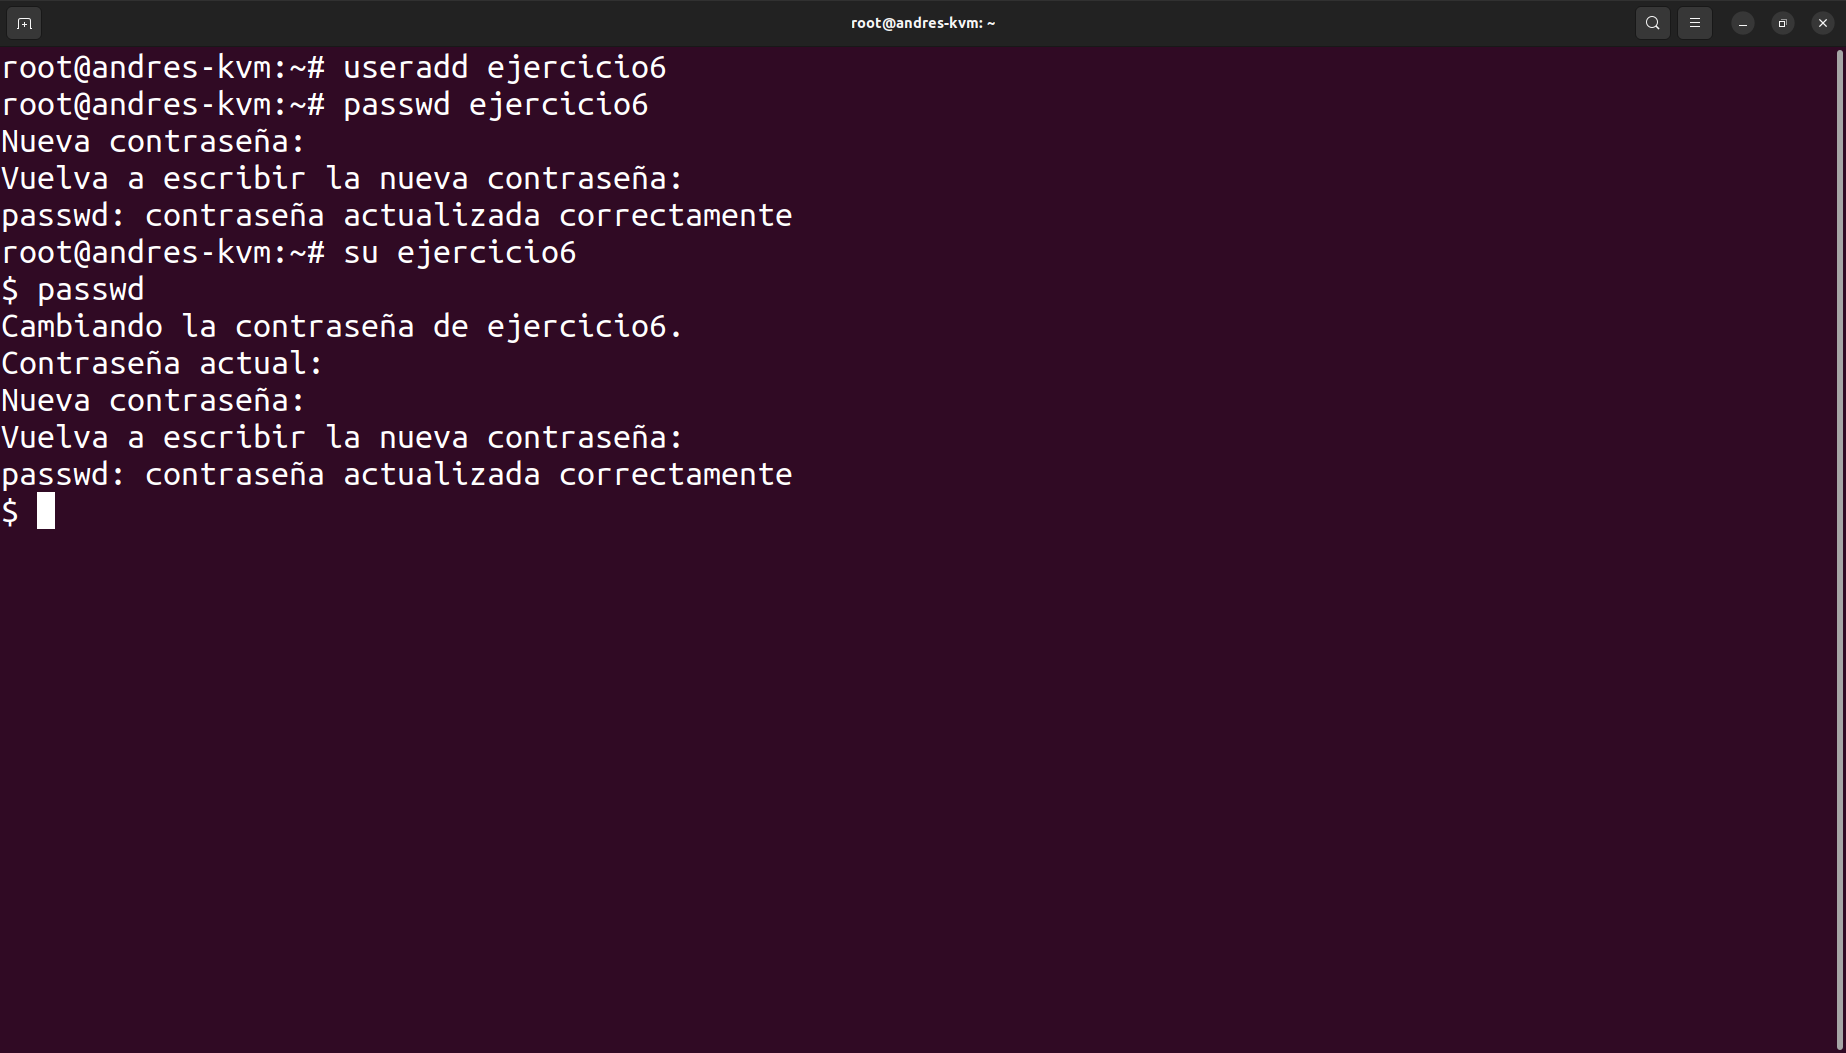 root@andres-kvm: ~
root@andres-kvm:~# useradd ejercicio6
root@andres-kvm:~# passwd ejercicio6
Nueva contraseña:
Vuelva a escribir la nueva contraseña:
passwd: contraseña actualizada correctamente
root@andres-kvm:~# su ejercicio6
$ passwd
Cambiando la contraseña de ejercicio6.
Contraseña actual:
Nueva contraseña:
Vuelva a escribir la nueva contraseña:
passwd: contraseña actualizada correctamente
$